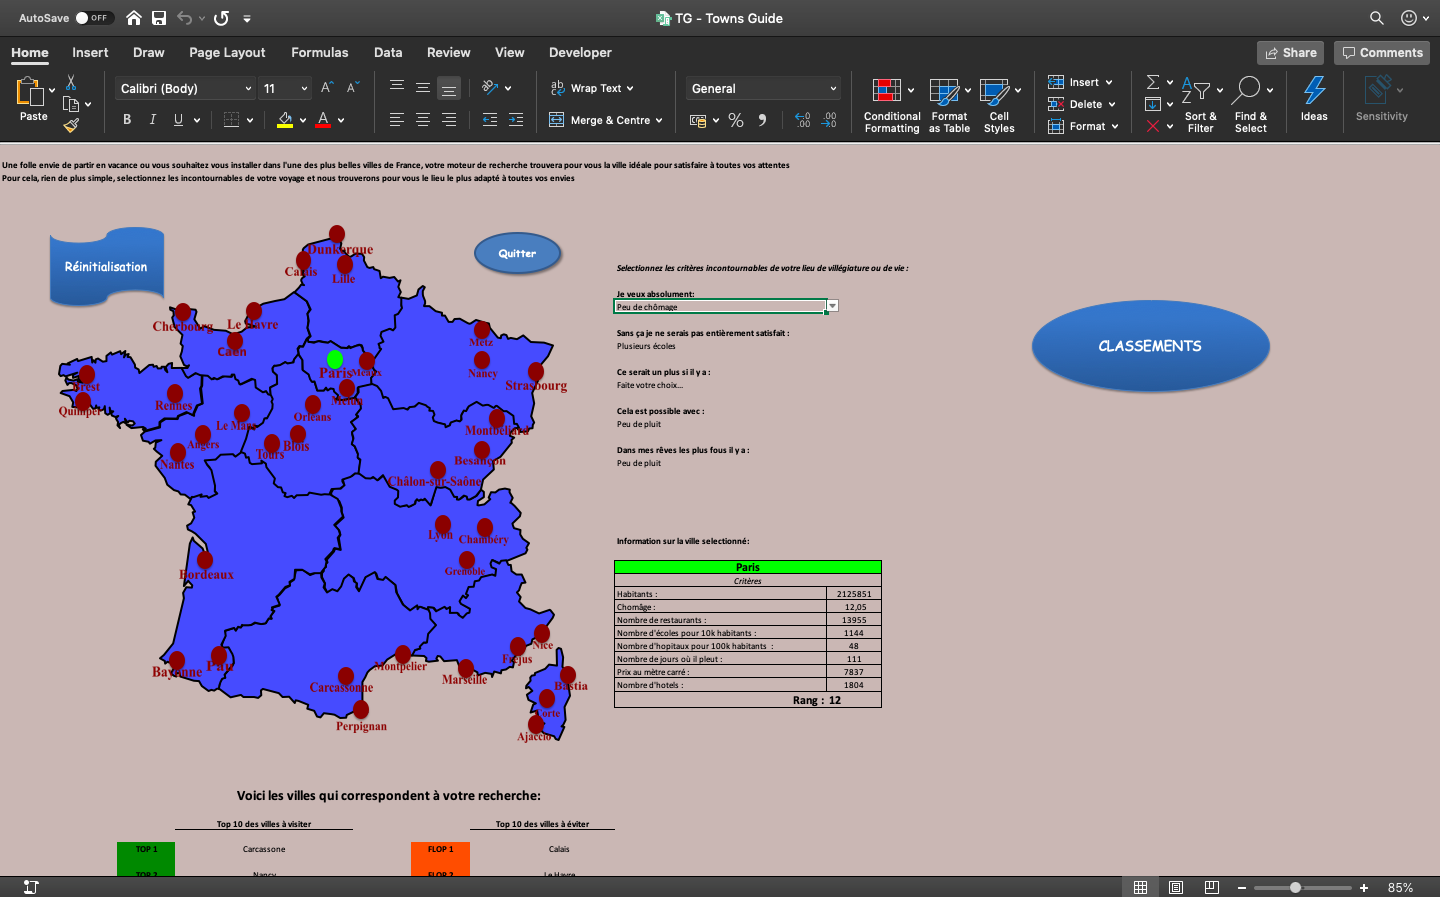 AutoSave OFF
TG - Towns Guide
Home Insert Draw Page Layout Formulas Data Review View Developer
Share Comments
Paste
Calibri (Body) 11
A A
B I U A
ab Wrap Text
Merge & Centre
General
% 
Conditional Formatting
Format as Table
Cell Styles
Insert
Delete
Format
Sort & Filter
Find & Select
Ideas
Sensitivity
Une folle envie de partir en vacance ou vous souhaitez vous installer dans l'une des plus belles villes de France, votre moteur de recherche trouvera pour vous la ville idéale pour satisfaire à toutes vos attentes
Pour cela, rien de plus simple, selectionnez les incontournables de votre voyage et nous trouverons pour vous le lieu le plus adapté à toutes vos envies
Réinitialisation
Quitter
Dunkerque
Calais
Lille
Cherbourg
Le Havre
Caen
Metz
Paris
Meaux
Nancy
Strasbourg
Brest
Melun
Quimper
Rennes
Orléans
Le Mans
Montbéliard
Angers
Blois
Tours
Nantes
Besançon
Châlon-sur-Saône
Lyon
Chambéry
Grenoble
Bordeaux
Nice
Fréjus
Bayonne
Pau
Montpelier
Marseille
Carcassonne
Bastia
Corte
Perpignan
Ajaccio
Selectionnez les critères incontournables de votre lieu de villégiature ou de vie :
Je veux absolument:
Peu de chômage
Sans ça je ne serais pas entièrement satisfait :
Plusieurs écoles
Ce serait un plus si il y a :
Faite votre choix...
Cela est possible avec :
Peu de pluit
Dans mes rêves les plus fous il y a :
Peu de pluit
CLASSEMENTS
Information sur la ville selectionné:
Paris
Critères
Habitants : 2125851
Chomâge : 12,05
Nombre de restaurants : 13955
Nombre d'écoles pour 10k habitants : 1144
Nombre d'hopitaux pour 100k habitants : 48
Nombre de jours où il pleut : 111
Prix au mètre carré : 7837
Nombre d'hotels : 1804
Rang : 12
Voici les villes qui correspondent à votre recherche:
Top 10 des villes à visiter Top 10 des villes à éviter
TOP 1 Carcassone FLOP 1 Calais
TOP 2 Nancy FLOP 2 Le Havre
85%